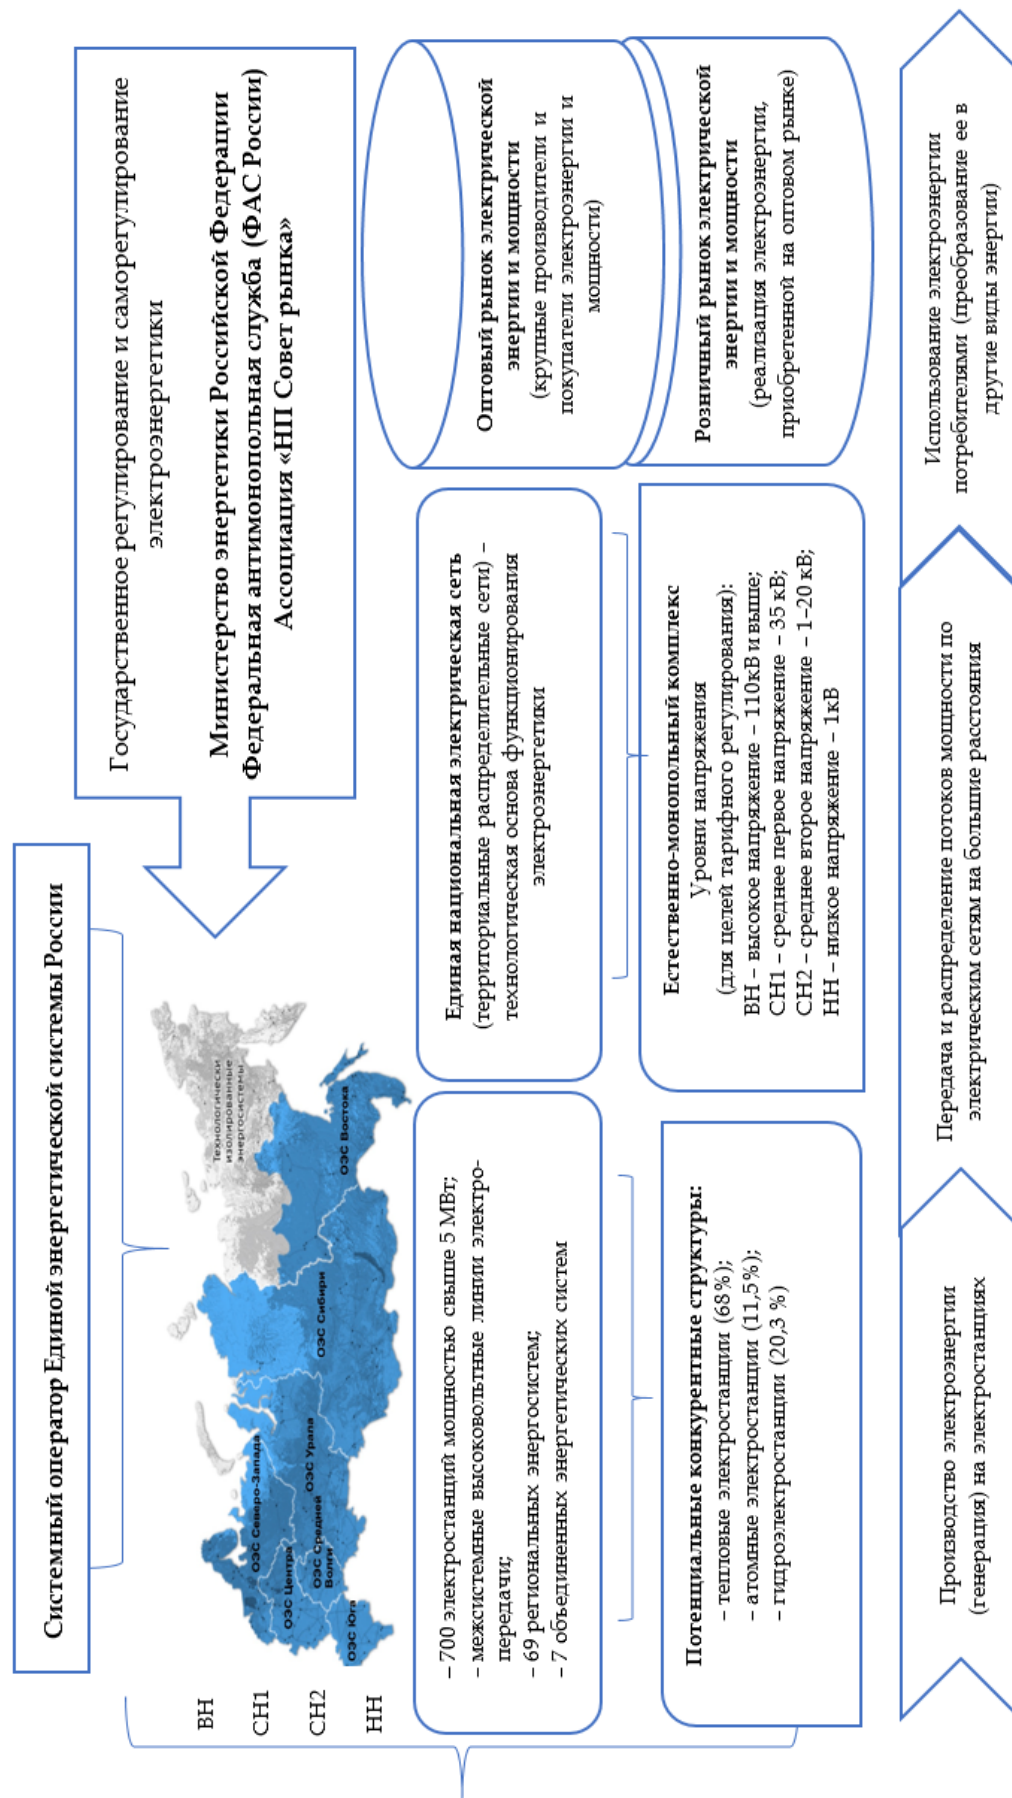 Системный оператор Единой энергетической системы России
Государственное регулирование и саморегулирование
электроэнергетики
Министерство энергетики Российской Федерации
Федеральная антимонопольная служба (ФАС России)
Ассоциация «НП Совет рынка»
ВН
СН1
СН2
НН
Технологически
изолированные
энергосистемы
ОЭС Северо-Запада
ОЭС Центра
ОЭС Средней
Волги
ОЭС Юга
ОЭС Урала
ОЭС Сибири
ОЭС Востока
– 700 электростанций мощностью свыше 5 МВт;
– межсистемные высоковольтные линии электро-
передачи;
– 69 региональных энергосистем;
– 7 объединенных энергетических систем
Единая национальная электрическая сеть
(территориальные распределительные сети) –
технологическая основа функционирования
электроэнергетики
Оптовый рынок электрической
энергии и мощности
(крупные производители и
покупатели электроэнергии и
мощности)
Потенциальные конкурентные структуры:
– тепловые электростанции (68%);
– атомные электростанции (11,5%);
– гидроэлектростанции (20,3 %)
Естественно-монопольный комплекс
Уровни напряжения
(для целей тарифного регулирования):
ВН – высокое напряжение – 110кВ и выше;
СН1 – среднее первое напряжение – 35 кВ;
СН2 – среднее второе напряжение – 1–20 кВ;
НН – низкое напряжение – 1кВ
Розничный рынок электрической
энергии и мощности
(реализация электроэнергии,
приобретенной на оптовом рынке)
Производство электроэнергии
(генерация) на электростанциях
Передача и распределение потоков мощности по
электрическим сетям на большие расстояния
Использование электроэнергии
потребителями (преобразование ее в
другие виды энергии)